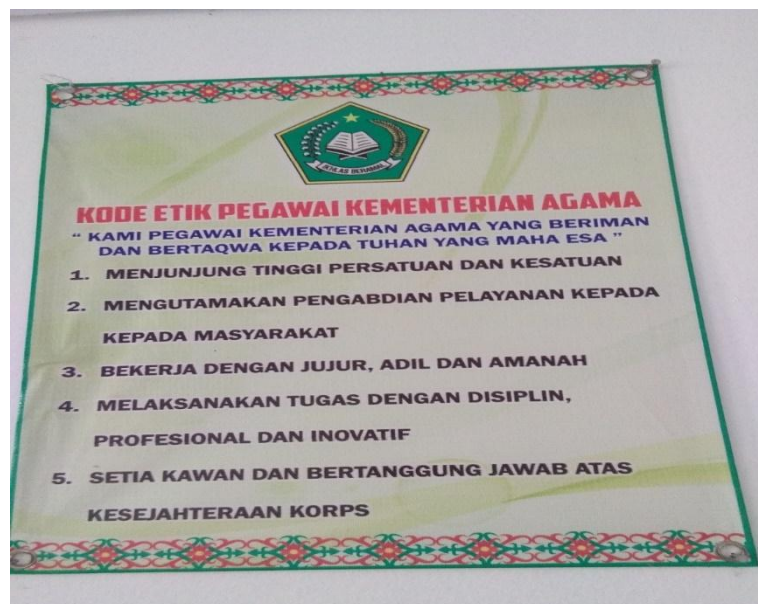 IKHLAS BERAMAL
KODE ETIK PEGAWAI KEMENTERIAN AGAMA
“ KAMI PEGAWAI KEMENTERIAN AGAMA YANG BERIMAN
DAN BERTAQWA KEPADA TUHAN YANG MAHA ESA ”
1. MENJUNJUNG TINGGI PERSATUAN DAN KESATUAN
2. MENGUTAMAKAN PENGABDIAN PELAYANAN KEPADA
KEPADA MASYARAKAT
3. BEKERJA DENGAN JUJUR, ADIL DAN AMANAH
4. MELAKSANAKAN TUGAS DENGAN DISIPLIN,
PROFESIONAL DAN INOVATIF
5. SETIA KAWAN DAN BERTANGGUNG JAWAB ATAS
KESEJAHTERAAN KORPS